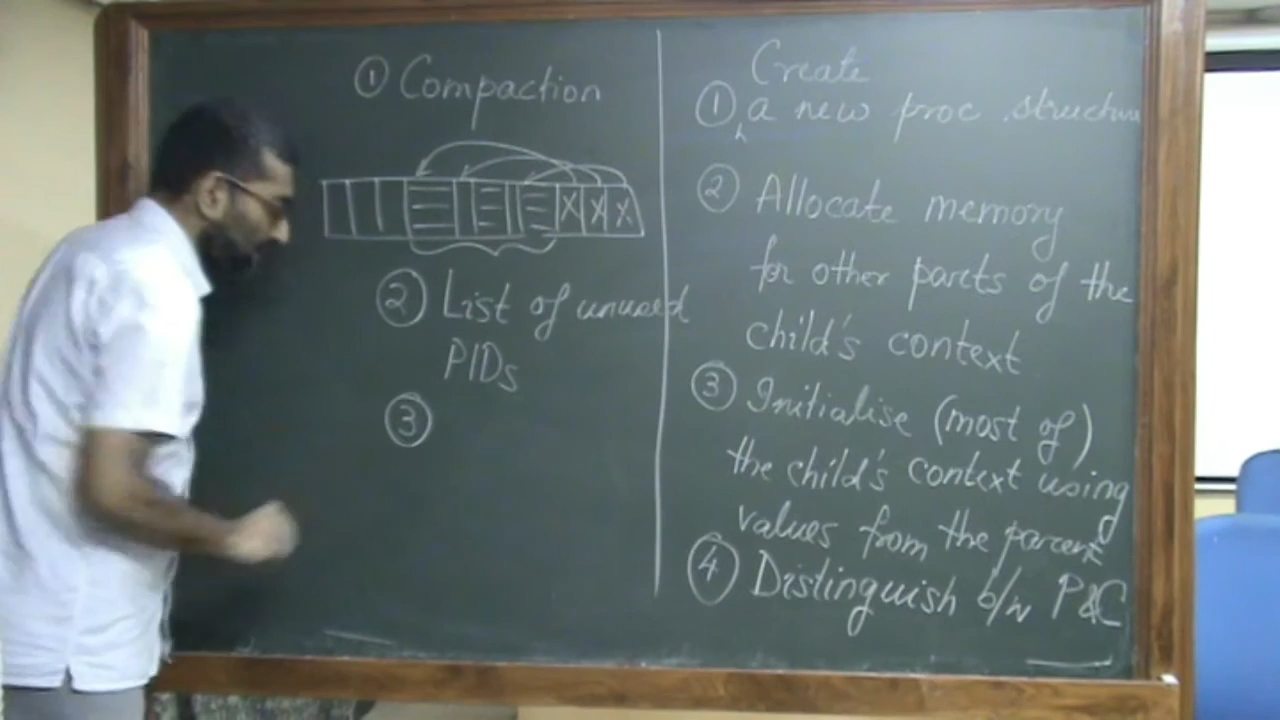 ① Compaction
X X X
② List of unused
PIDs
③
Create
① a new proc. structure
② Allocate memory
for other parts of the
child's context
③ Initialise (most of)
the child's context using
values from the parent
④ Distinguish b/w P&C